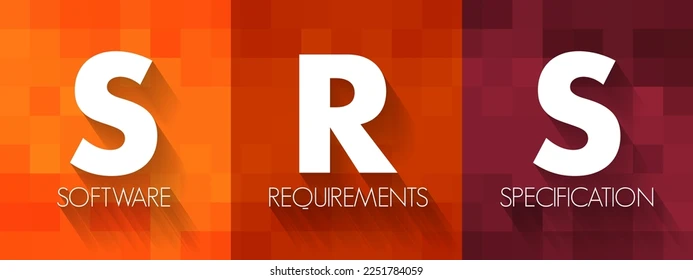 S R S
SOFTWARE REQUIREMENTS SPECIFICATION
shutterstock.com · 2251784059